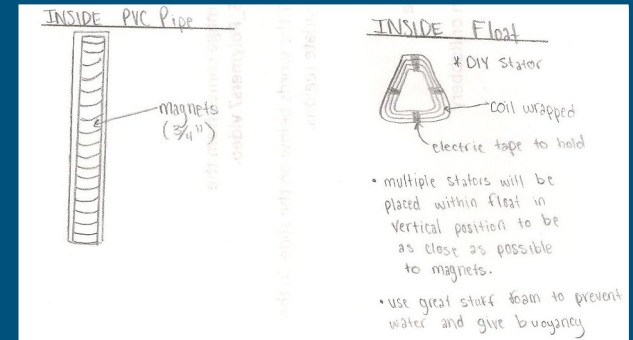 INSIDE PVC Pipe
magnets
(3/4")
INSIDE Float
* DIY Stator
coil wrapped
electric tape to hold
• multiple stators will be
placed within float in
vertical position to be
as close as possible
to magnets.
• use great stuff foam to prevent
water and give buoyancy